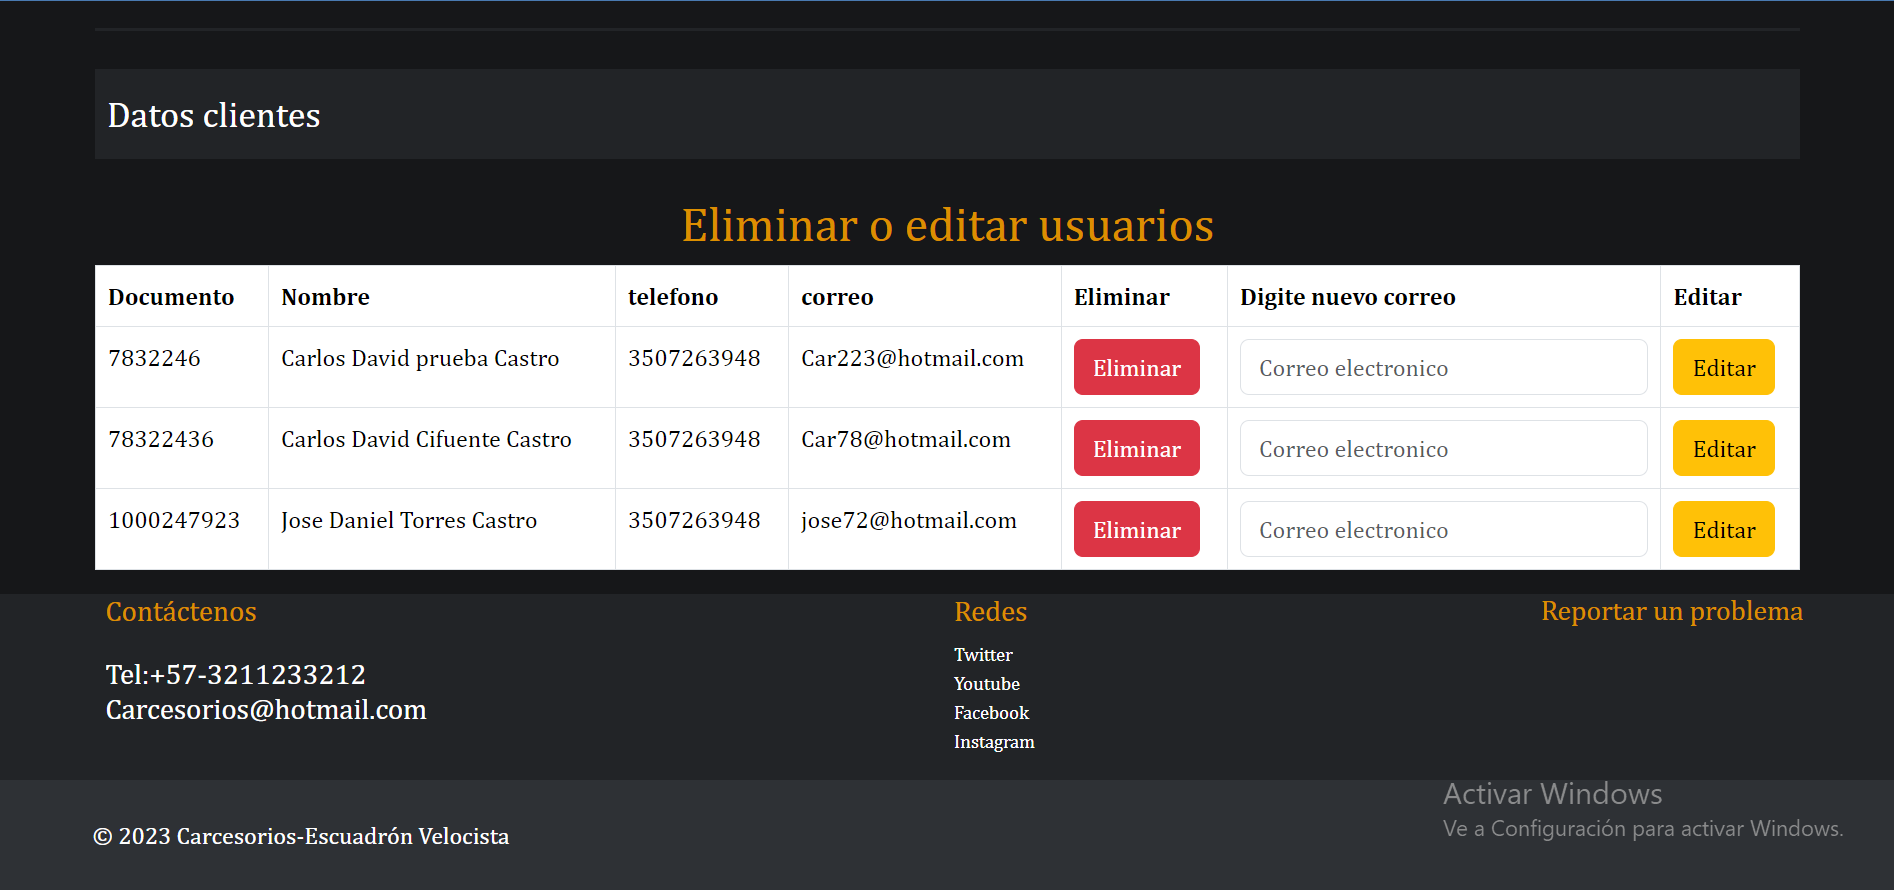 Datos clientes
Eliminar o editar usuarios
Documento Nombre telefono correo Eliminar Digite nuevo correo Editar
7832246 Carlos David prueba Castro 3507263948 Car223@hotmail.com Eliminar Correo electronico Editar
78322436 Carlos David Cifuente Castro 3507263948 Car78@hotmail.com Eliminar Correo electronico Editar
1000247923 Jose Daniel Torres Castro 3507263948 jose72@hotmail.com Eliminar Correo electronico Editar
Contáctenos
Tel:+57-3211233212
Carcesorios@hotmail.com
Redes
Twitter
Youtube
Facebook
Instagram
Reportar un problema
Activar Windows
Ve a Configuración para activar Windows.
© 2023 Carcesorios-Escuadrón Velocista